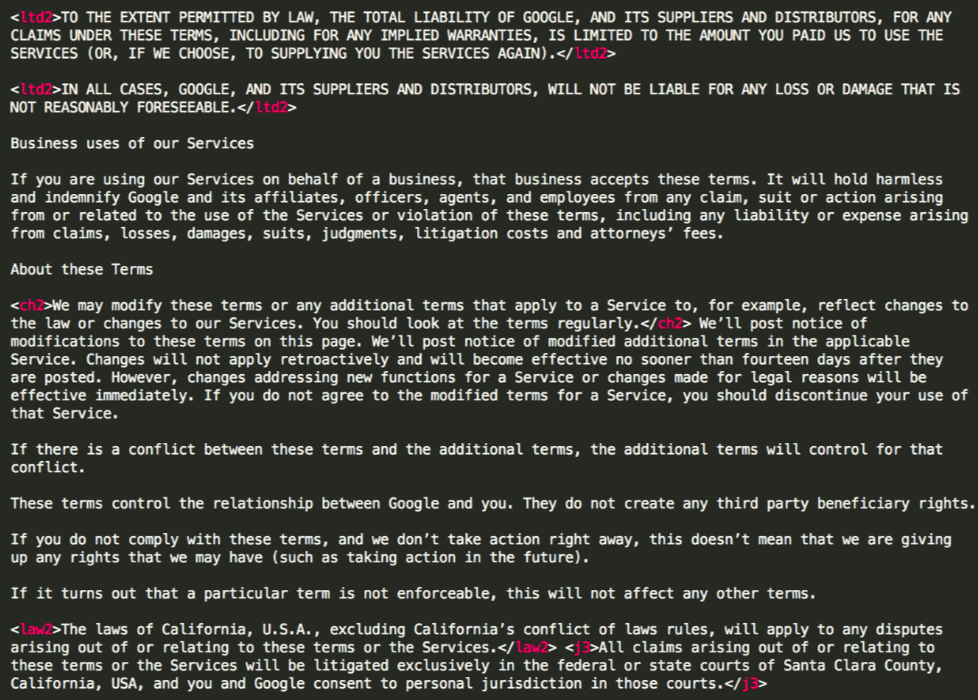 <ltd2>TO THE EXTENT PERMITTED BY LAW, THE TOTAL LIABILITY OF GOOGLE, AND ITS SUPPLIERS AND DISTRIBUTORS, FOR ANY
CLAIMS UNDER THESE TERMS, INCLUDING FOR ANY IMPLIED WARRANTIES, IS LIMITED TO THE AMOUNT YOU PAID US TO USE THE
SERVICES (OR, IF WE CHOOSE, TO SUPPLYING YOU THE SERVICES AGAIN).</ltd2>
<ltd2>IN ALL CASES, GOOGLE, AND ITS SUPPLIERS AND DISTRIBUTORS, WILL NOT BE LIABLE FOR ANY LOSS OR DAMAGE THAT IS
NOT REASONABLY FORESEEABLE.</ltd2>
Business uses of our Services
If you are using our Services on behalf of a business, that business accepts these terms. It will hold harmless
and indemnify Google and its affiliates, officers, agents, and employees from any claim, suit or action arising
from or related to the use of the Services or violation of these terms, including any liability or expense arising
from claims, losses, damages, suits, judgments, litigation costs and attorneys’ fees.
About these Terms
<ch2>We may modify these terms or any additional terms that apply to a Service to, for example, reflect changes to
the law or changes to our Services. You should look at the terms regularly.</ch2> We’ll post notice of
modifications to these terms on this page. We’ll post notice of modified additional terms in the applicable
Service. Changes will not apply retroactively and will become effective no sooner than fourteen days after they
are posted. However, changes addressing new functions for a Service or changes made for legal reasons will be
effective immediately. If you do not agree to the modified terms for a Service, you should discontinue your use of
that Service.
If there is a conflict between these terms and the additional terms, the additional terms will control for that
conflict.
These terms control the relationship between Google and you. They do not create any third party beneficiary rights.
If you do not comply with these terms, and we don’t take action right away, this doesn’t mean that we are giving
up any rights that we may have (such as taking action in the future).
If it turns out that a particular term is not enforceable, this will not affect any other terms.
<law2>The laws of California, U.S.A., excluding California’s conflict of laws rules, will apply to any disputes
arising out of or relating to these terms or the Services.</law2> <j3>All claims arising out of or relating to
these terms or the Services will be litigated exclusively in the federal or state courts of Santa Clara County,
California, USA, and you and Google consent to personal jurisdiction in those courts.</j3>